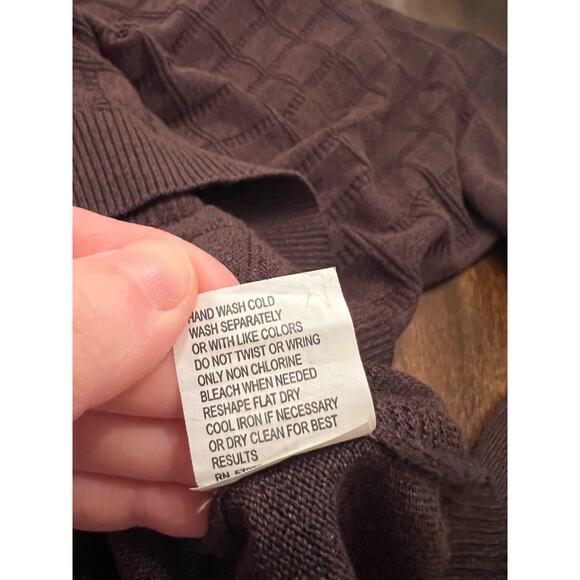 HAND WASH COLD
WASH SEPARATELY
OR WITH LIKE COLORS
DO NOT TWIST OR WRING
ONLY NON CHLORINE
BLEACH WHEN NEEDED
RESHAPE FLAT DRY
COOL IRON IF NECESSARY
OR DRY CLEAN FOR BEST
RESULTS
RN